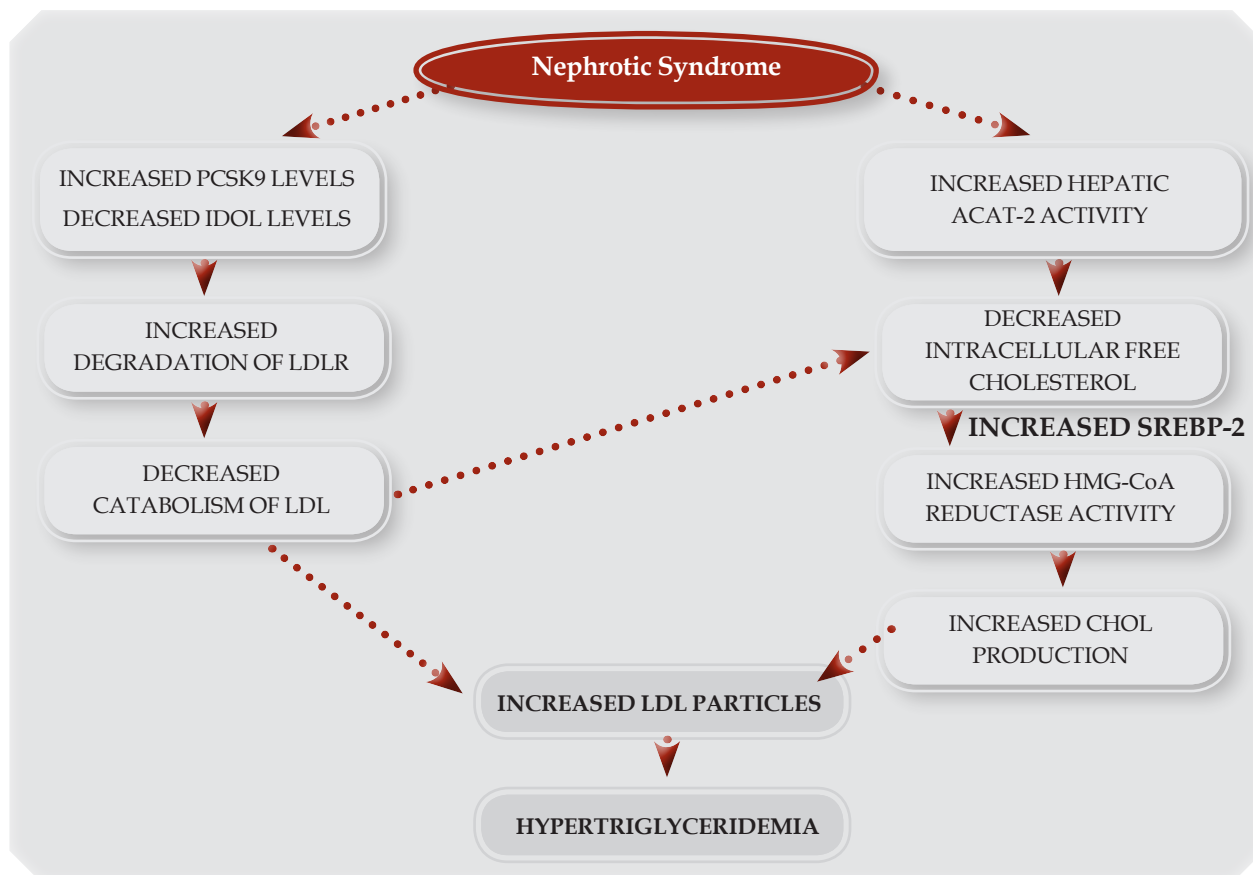 Nephrotic Syndrome
INCREASED PCSK9 LEVELS
DECREASED IDOL LEVELS
INCREASED
DEGRADATION OF LDLR
DECREASED
CATABOLISM OF LDL
INCREASED HEPATIC
ACAT-2 ACTIVITY
DECREASED
INTRACELLULAR FREE
CHOLESTEROL
INCREASED SREBP-2
INCREASED HMG-CoA
REDUCTASE ACTIVITY
INCREASED CHOL
PRODUCTION
INCREASED LDL PARTICLES
HYPERTRIGLYCERIDEMIA